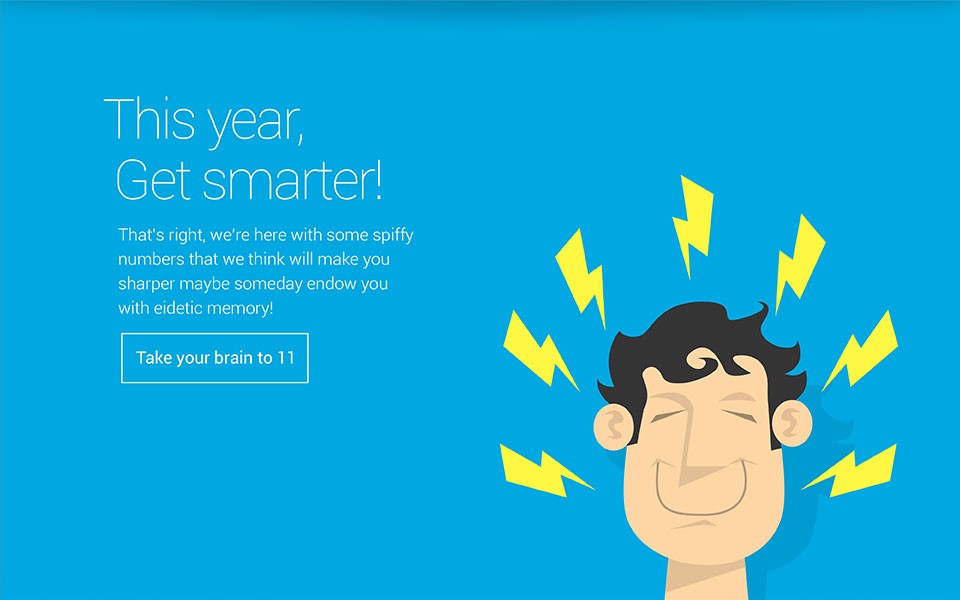 This year,
Get smarter!
That's right, we're here with some spiffy
numbers that we think will make you
sharper maybe someday endow you
with eidetic memory!
Take your brain to 11